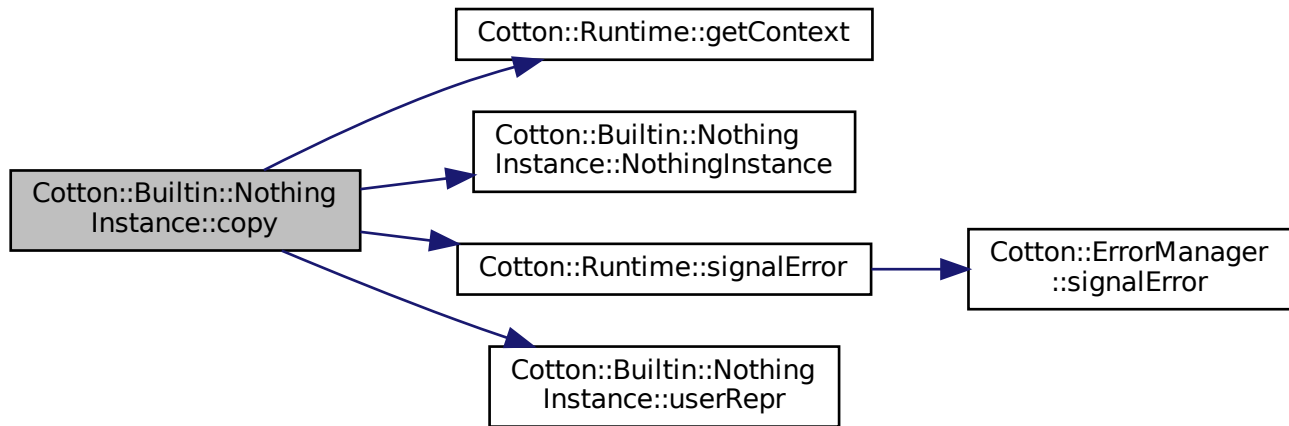 Cotton::Runtime::getContext
Cotton::Builtin::Nothing
Instance::NothingInstance
Cotton::Builtin::Nothing
Instance::copy
Cotton::Runtime::signalError
Cotton::ErrorManager
::signalError
Cotton::Builtin::Nothing
Instance::userRepr